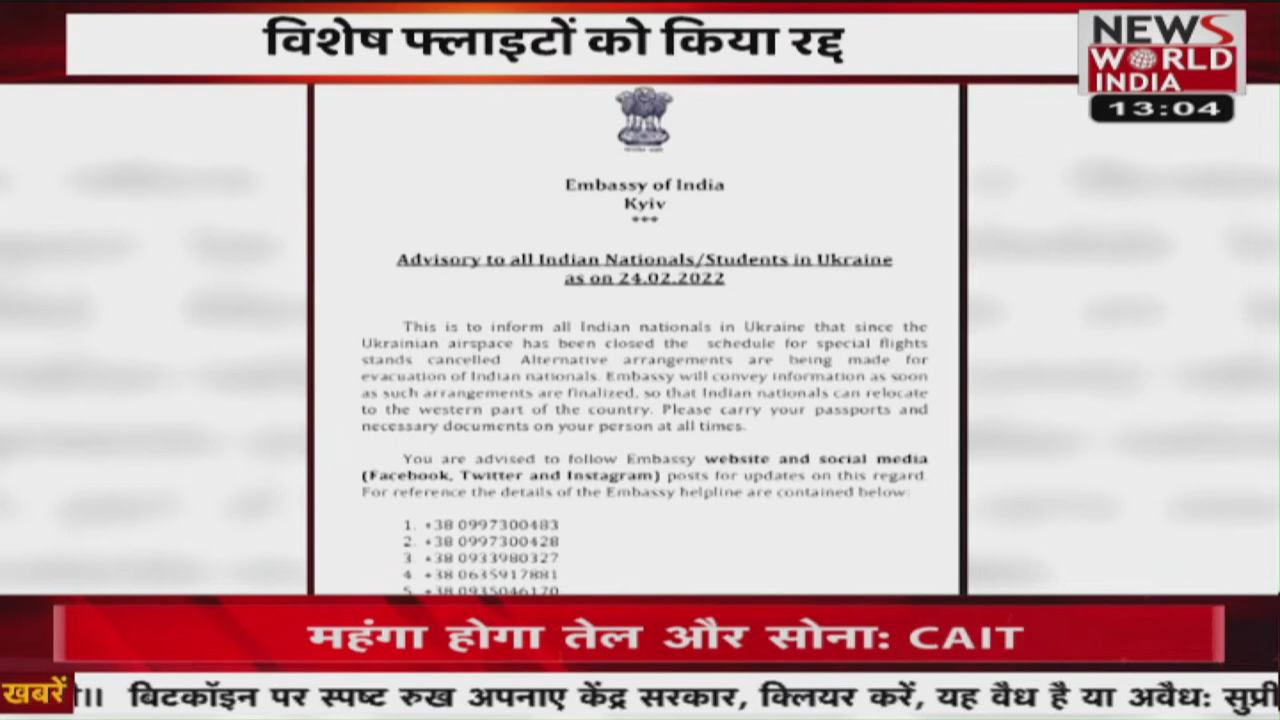 विशेष फ्लाइटों को किया रद्द
NEWS
WORLD
INDIA
13:04
Embassy of India
Kyiv
***
Advisory to all Indian Nationals/Students in Ukraine
as on 24.02.2022
This is to inform all Indian nationals in Ukraine that since the
Ukrainian airspace has been closed the schedule for special flights
stands cancelled Alternative arrangements are being made for
evacuation of Indian nationals. Embassy will convey information as soon
as such arrangements are finalized, so that Indian nationals can relocate
to the western part of the country. Please carry your passports and
necessary documents on your person at all times.
You are advised to follow Embassy website and social media
(Facebook, Twitter and Instagram) posts for updates on this regard
For reference the details of the Embassy helpline are contained below:
1. +38 0997300483
2. +38 0997300428
3 +38 0933980327
4 +38 0635917881
5 +38 0935046170
महंगा होगा तेल और सोना: CAIT
खबरें ।। बिटकॉइन पर स्पष्ट रुख अपनाए केंद्र सरकार, क्लियर करें, यह वैध है या अवैध: सुप्री